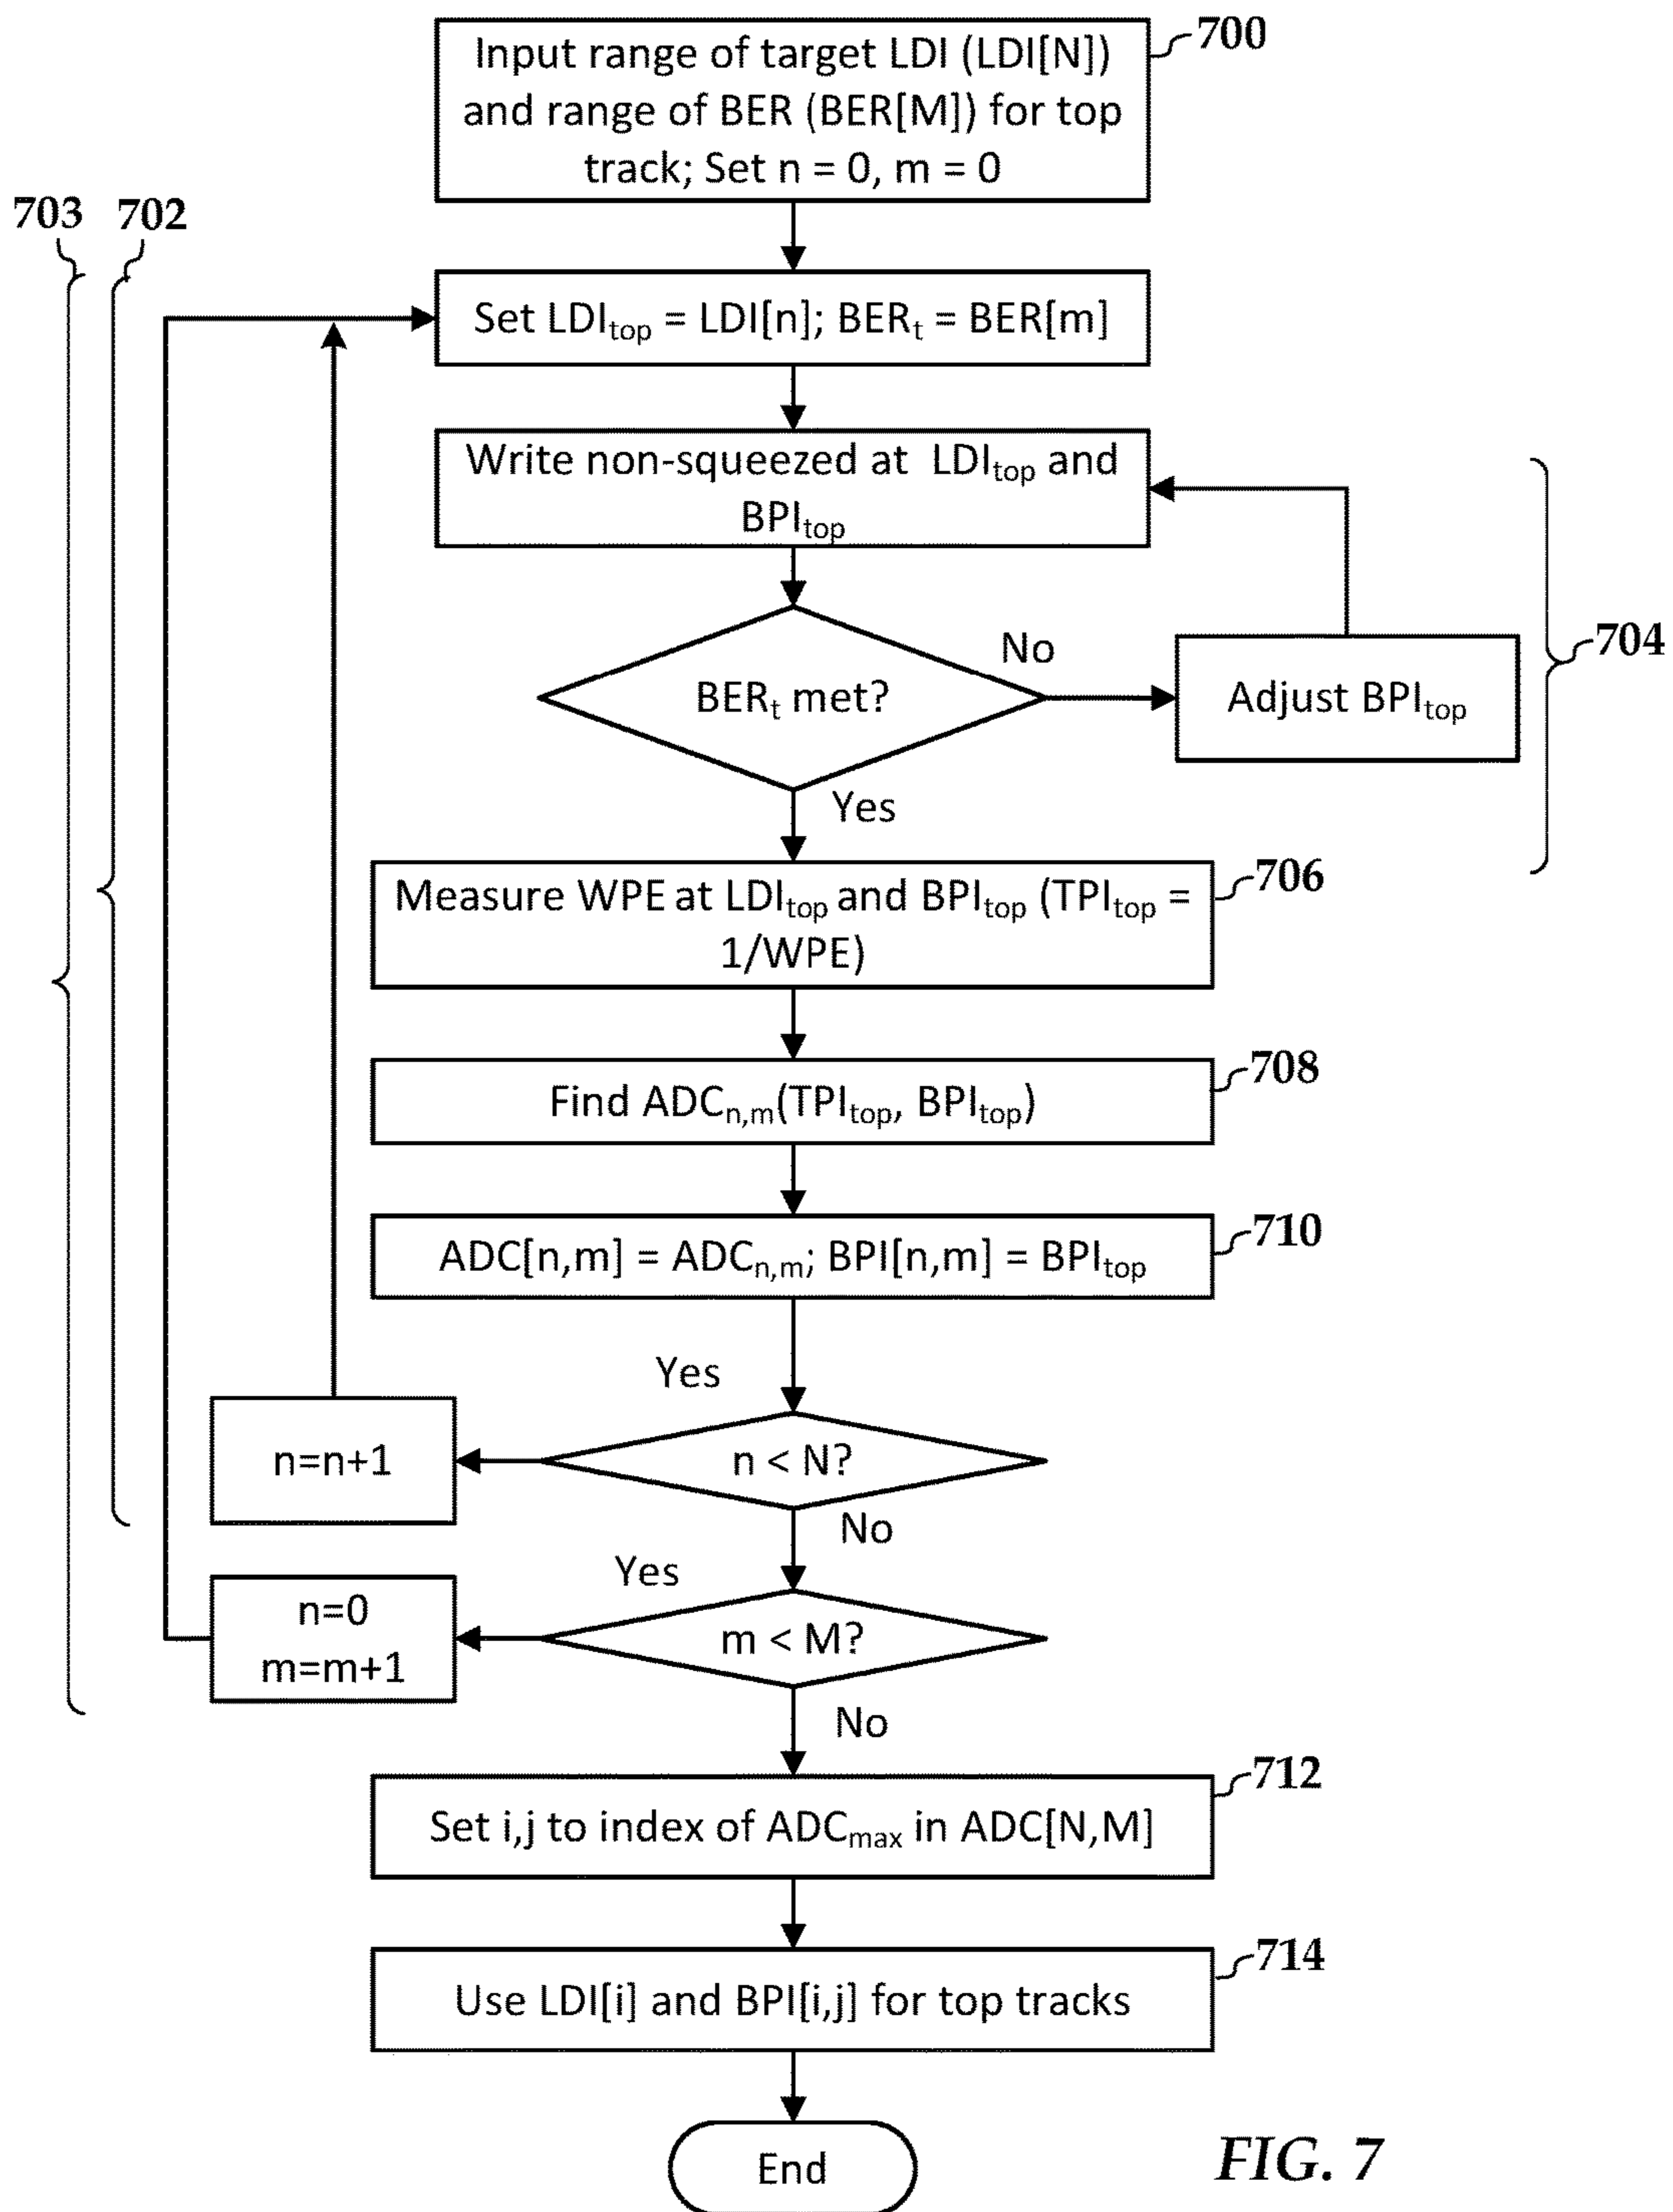 Input range of target LDI (LDI[N])
and range of BER (BER[M]) for top
track; Set n = 0, m = 0
700
703
702
Set LDItop = LDI[n]; BERt = BER[m]
Write non-squeezed at LDItop and
BPItop
704
BERt met?
No
Adjust BPItop
Yes
Measure WPE at LDItop and BPItop (TPItop =
1/WPE)
706
Find ADCn,m(TPItop, BPItop)
708
ADC[n,m] = ADCn,m; BPI[n,m] = BPItop
710
Yes
n=n+1
n < N?
No
Yes
n=0
m=m+1
m < M?
No
Set i,j to index of ADCmax in ADC[N,M]
712
Use LDI[i] and BPI[i,j] for top tracks
714
End
FIG. 7